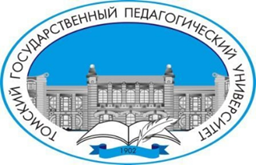 ТОМСКИЙ ГОСУДАРСТВЕННЫЙ ПЕДАГОГИЧЕСКИЙ УНИВЕРСИТЕТ
1902